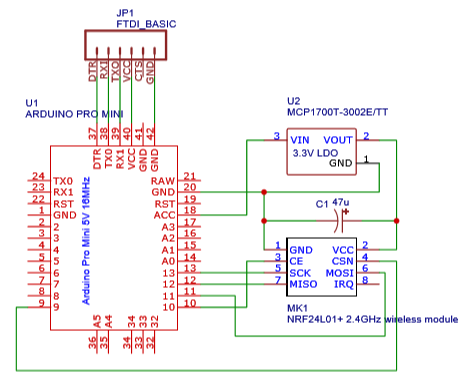 JP1
FTDI_BASIC
DTR
RXI
TXO
VCC
CTS
GND
U1
ARDUINO PRO MINI
37
38
39
40
41
42
DTR
TX0
RX1
VCC
GND
GND
24 TX0
23 RX1
22 RST
1 GND
2 2
3 3
4 4
5 5
6 6
7 7
8 8
9 9
Arduino Pro Mini 5V 16MHz
RAW 21
GND 20
RST 19
ACC 18
A3 17
A2 16
A1 15
A0 14
13 13
12 12
11 11
10 10
A5
A4
34
33
32
36
35
34
33
32
U2
MCP1700T-3002E/TT
3 VIN VOUT 2
3.3V LDO
GND 1
C1 47u
+
1 GND VCC 2
3 CE CSN 4
5 SCK MOSI 6
7 MISO IRQ 8
MK1
NRF24L01+ 2.4GHz wireless module